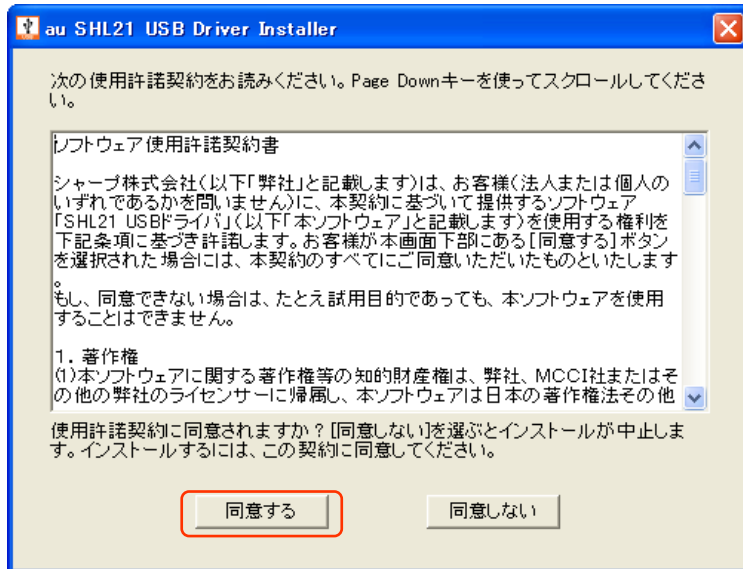 au SHL21 USB Driver Installer
次の使用許諾契約をお読みください。Page Downキーを使ってスクロールしてくださ
い。
ソフトウェア使用許諾契約書
シャープ株式会社(以下「弊社」と記載します)は、お客様(法人または個人の
いずれであるかを問いません)に、本契約に基づいて提供するソフトウェア
「SHL21 USBドライバ」(以下「本ソフトウェア」と記載します)を使用する権利を
下記条項に基づき許諾します。お客様が本画面下部にある[同意する]ボタン
を選択された場合には、本契約のすべてにご同意いただいたものといたします
。
もし、同意できない場合は、たとえ試用目的であっても、本ソフトウェアを使用
することはできません。
1. 著作権
(1)本ソフトウェアに関する著作権等の知的財産権は、弊社、MCCI社またはそ
の他の弊社のライセンサーに帰属し、本ソフトウェアは日本の著作権法その他
使用許諾契約に同意されますか?[同意しない]を選ぶとインストールが中止しま
す。インストールするには、この契約に同意してください。
同意する
同意しない